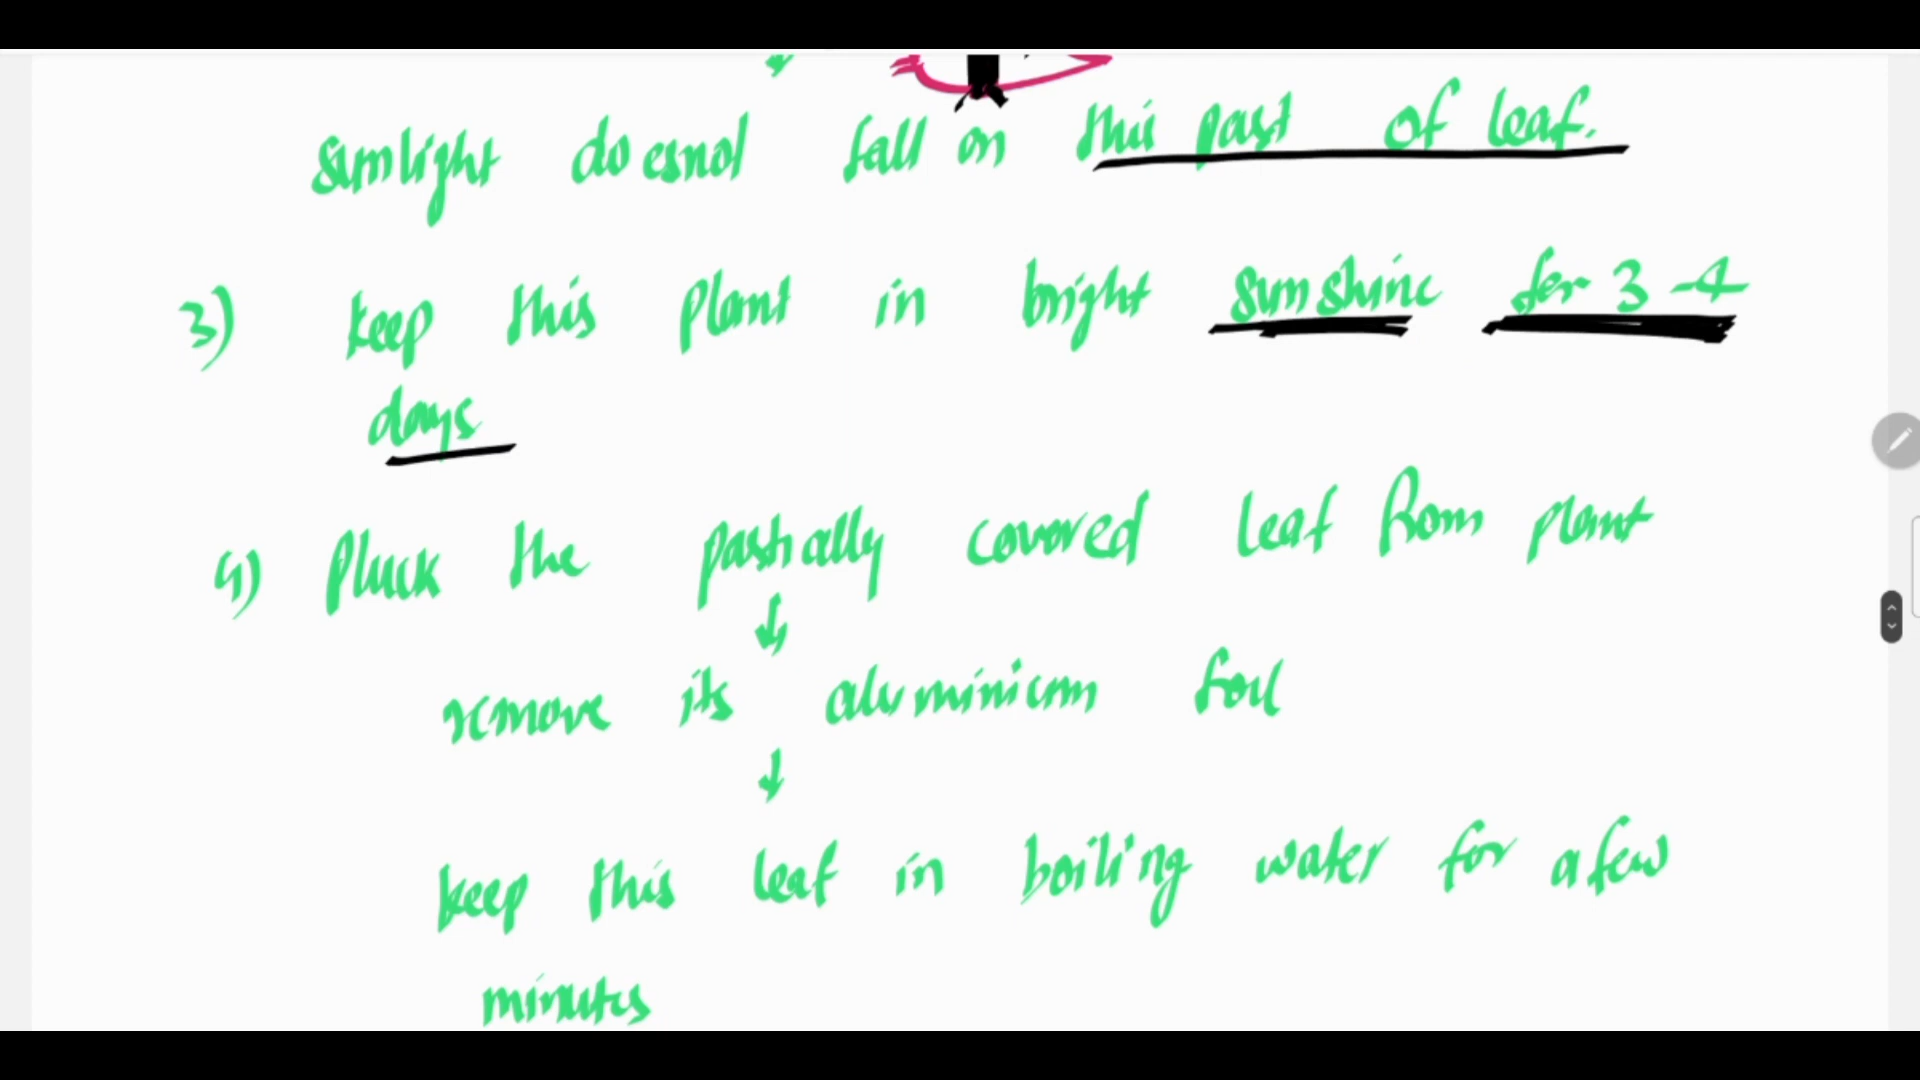 sunlight doesnot fall on this part of leaf.
3) keep this plant in bright sunshine for 3-4
days
4) Pluck the partially covered leaf from plant
remove its aluminium foil
keep this leaf in boiling water for a few
minutes